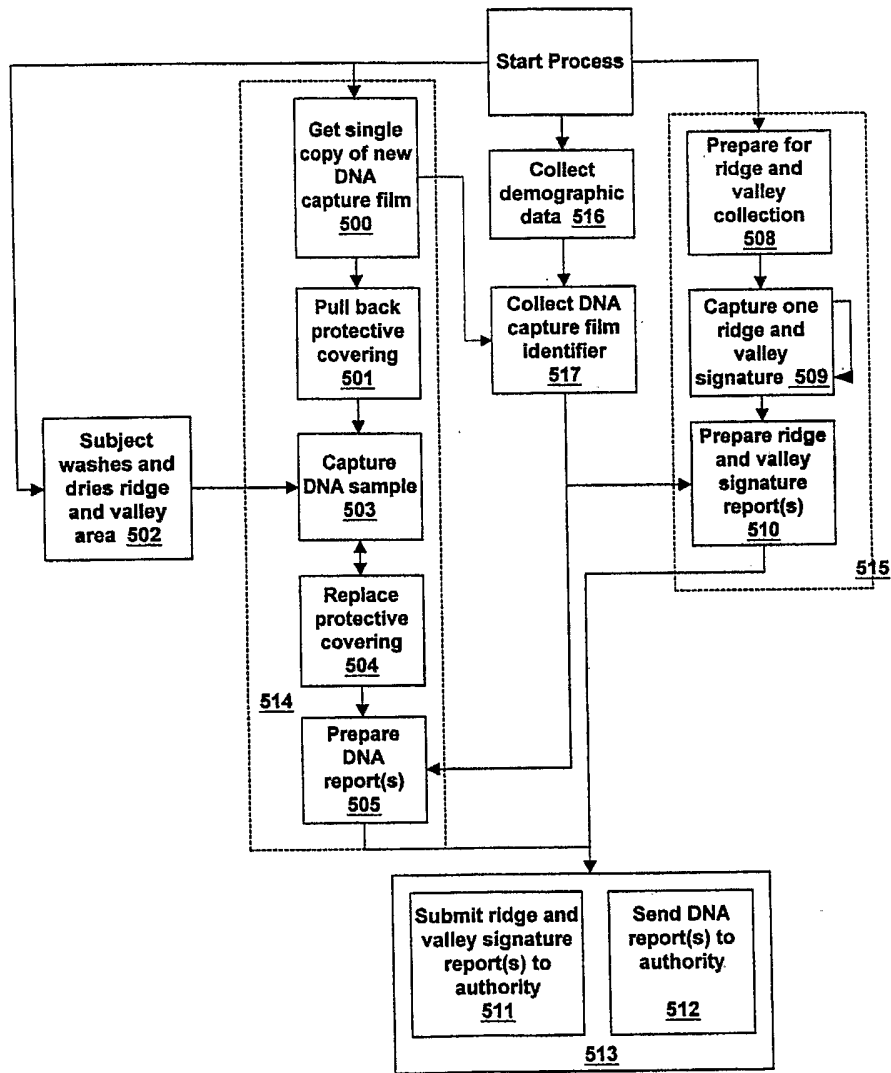 Start Process
Get single
copy of new
DNA
capture film
500
Collect
demographic
data 516
Prepare for
ridge and
valley
collection
508
Pull back
protective
covering
501
Collect DNA
capture film
identifier
517
Capture one
ridge and
valley
signature 509
Subject
washes and
dries ridge
and valley
area 502
Capture
DNA sample
503
Prepare ridge
and valley
signature
report(s)
510
515
Replace
protective
covering
504
514
Prepare
DNA
report(s)
505
Submit ridge and
valley signature
report(s) to
authority
511
Send DNA
report(s) to
authority
512
513